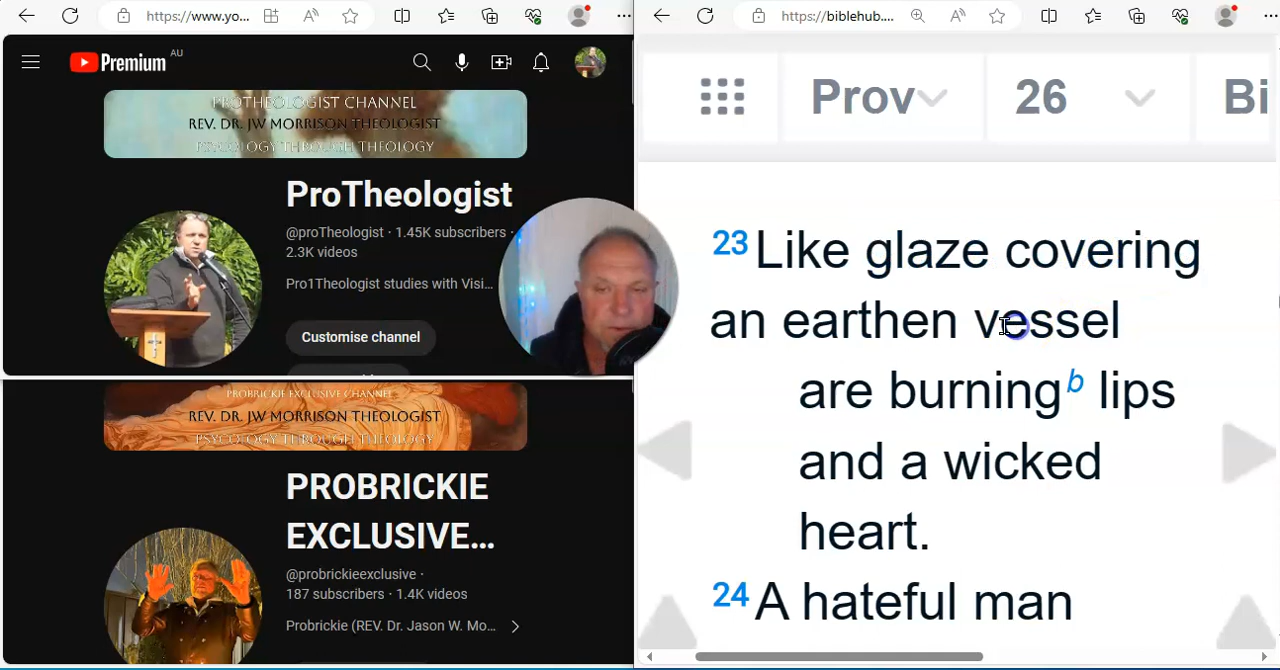 https://www.yo...
Premium AU
PROTHEOLOGIST CHANNEL
REV. DR. JW MORRISON THEOLOGIST
PSYCOLOGY THROUGH THEOLOGY
ProTheologist
@proTheologist · 1.45K subscribers ·
2.3K videos
Pro1Theologist studies with Visi...
Customise channel
PROBRICKIE EXCLUSIVE CHANNEL
REV. DR. JW MORRISON THEOLOGIST
PSYCOLOGY THROUGH THEOLOGY
PROBRICKIE
EXCLUSIVE...
@probrickieexclusive ·
187 subscribers · 1.4K videos
Probrickie (REV. Dr. Jason W. Mo...
https://biblehub....
Prov 26 Bi
23 Like glaze covering
an earthen vessel
are burning b lips
and a wicked
heart.
24 A hateful man